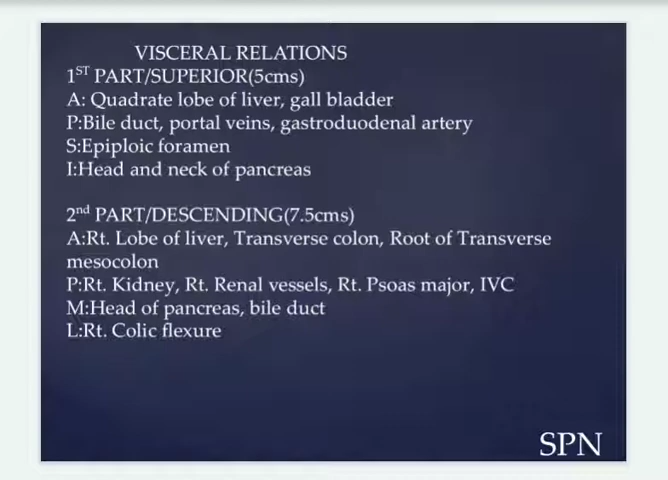 VISCERAL RELATIONS
1ST PART/SUPERIOR(5cms)
A: Quadrate lobe of liver, gall bladder
P:Bile duct, portal veins, gastroduodenal artery
S:Epiploic foramen
I:Head and neck of pancreas
2nd PART/DESCENDING(7.5cms)
A:Rt. Lobe of liver, Transverse colon, Root of Transverse
mesocolon
P:Rt. Kidney, Rt. Renal vessels, Rt. Psoas major, IVC
M:Head of pancreas, bile duct
L:Rt. Colic flexure
SPN